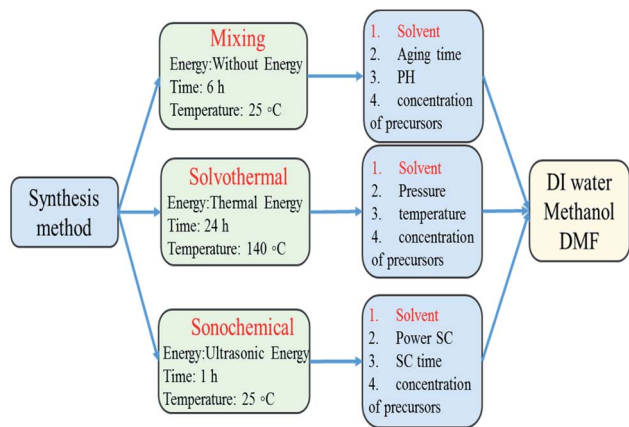 Synthesis
method
Mixing
Energy:Without Energy
Time: 6 h
Temperature: 25 °C
1. Solvent
2. Aging time
3. PH
4. concentration
of precursors
Solvothermal
Energy:Thermal Energy
Time: 24 h
Temperature: 140 °C
1. Solvent
2. Pressure
3. temperature
4. concentration
of precursors
Sonochemical
Energy:Ultrasonic Energy
Time: 1 h
Temperature: 25 °C
1. Solvent
2. Power SC
3. SC time
4. concentration
of precursors
DI water
Methanol
DMF